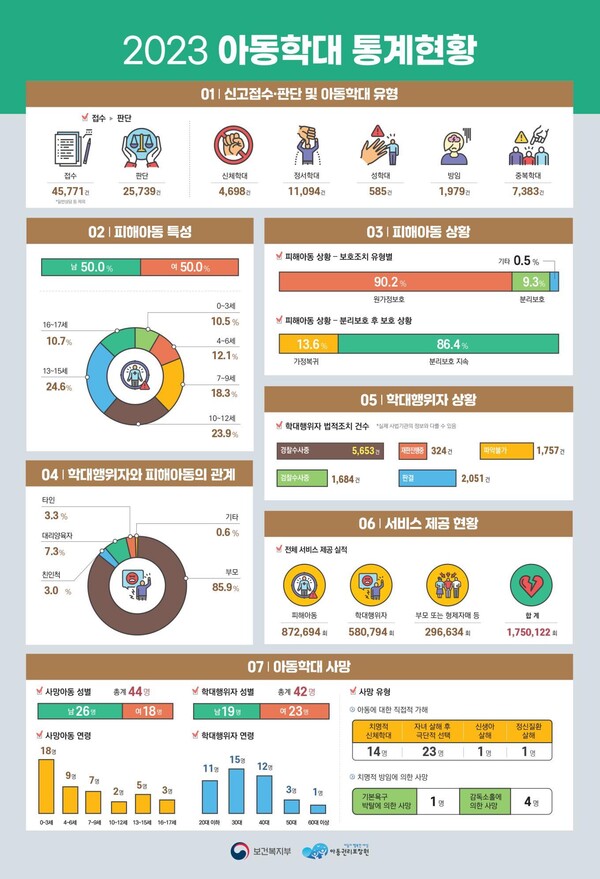 2023 아동학대 통계현황
01 | 신고접수·판단 및 아동학대 유형
접수 ▶ 판단
접수
45,771건
*일반상담 등 제외
판단
25,739건
신체학대
4,698건
정서학대
11,094건
성학대
585건
방임
1,979건
중복학대
7,383건
02 | 피해아동 특성
남 50.0% 여 50.0%
0~3세
10.5%
4~6세
12.1%
7~9세
18.3%
10~12세
23.9%
13~15세
24.6%
16~17세
10.7%
03 | 피해아동 상황
피해아동 상황 - 보호조치 유형별
기타 0.5%
90.2% 9.3%
원가정보호 분리보호
피해아동 상황 - 분리보호 후 보호 상황
13.6% 86.4%
가정복귀 분리보호 지속
04 | 학대행위자와 피해아동의 관계
타인
3.3%
대리양육자
7.3%
친인척
3.0%
기타
0.6%
부모
85.9%
05 | 학대행위자 상황
학대행위자 법적조치 건수 *실제 사법기관의 정보와 다를 수 있음
경찰수사중 5,653건
재판진행중 324건
파악불가 1,757건
검찰수사중 1,684건
판결 2,051건
06 | 서비스 제공 현황
전체 서비스 제공 실적
피해아동
872,694회
학대행위자
580,794회
부모 또는 형제자매 등
296,634회
합 계
1,750,122회
07 | 아동학대 사망
사망아동 성별 총계 44명
남 26명 여 18명
사망아동 연령
18명
9명
7명
2명
5명
3명
0~3세 4~6세 7~9세 10~12세 13~15세 16~17세
학대행위자 성별 총계 42명
남 19명 여 23명
학대행위자 연령
11명
15명
12명
3명
1명
20대 이하 30대 40대 50대 60대 이상
사망 유형
아동에 대한 직접적 가해
치명적
신체학대
14명
자녀 살해 후
극단적 선택
23명
신생아
살해
1명
정신질환
살해
1명
치명적 방임에 의한 사망
기본욕구
박탈에 의한 사망
1명
감독소홀에
의한 사망
4명
보건복지부
아동권리보장원